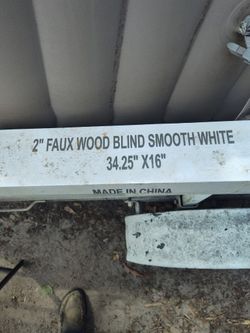 2" FAUX WOOD BLIND SMOOTH WHITE
34.25" X16"
MADE IN CHINA